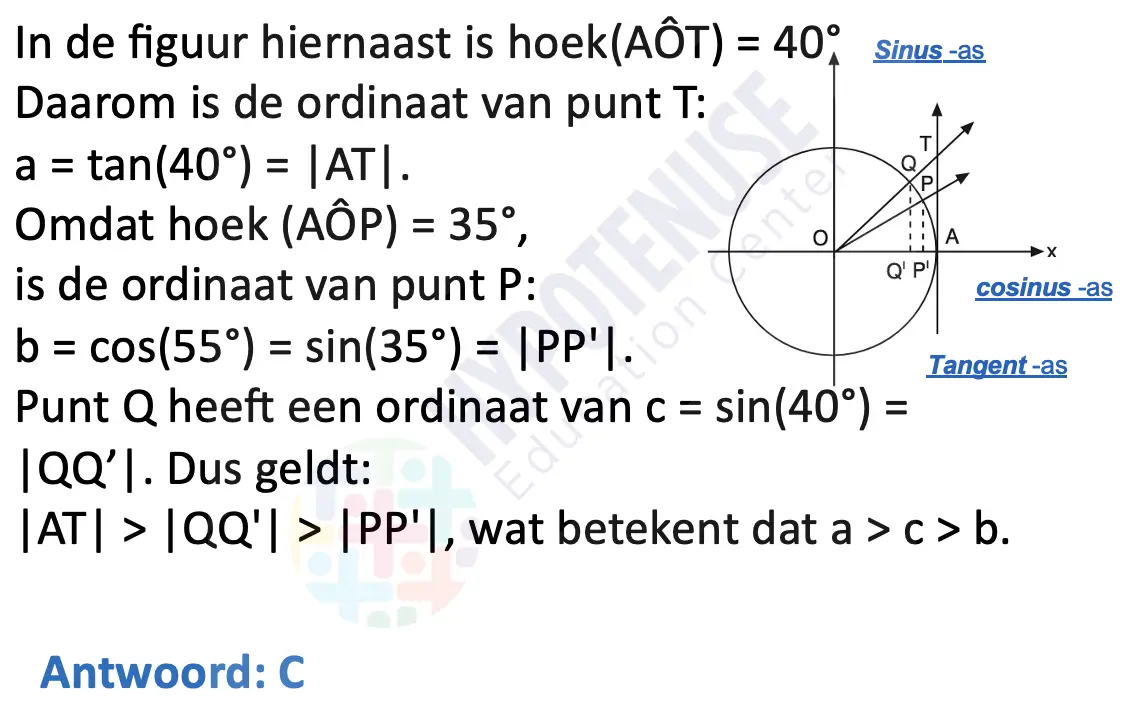 In de figuur hiernaast is hoek(AÔT) = 40°
Sinus -as
Daarom is de ordinaat van punt T:
a = tan(40°) = |AT|.
Omdat hoek (AÔP) = 35°,
is de ordinaat van punt P:
b = cos(55°) = sin(35°) = |PP'|.
Punt Q heeft een ordinaat van c = sin(40°) =
|QQ’|. Dus geldt:
|AT| > |QQ'| > |PP'|, wat betekent dat a > c > b.
Antwoord: C
T
Q
P
O
A
x
Q' P'
cosinus -as
Tangent -as
HYPOTENUSE
Education Center